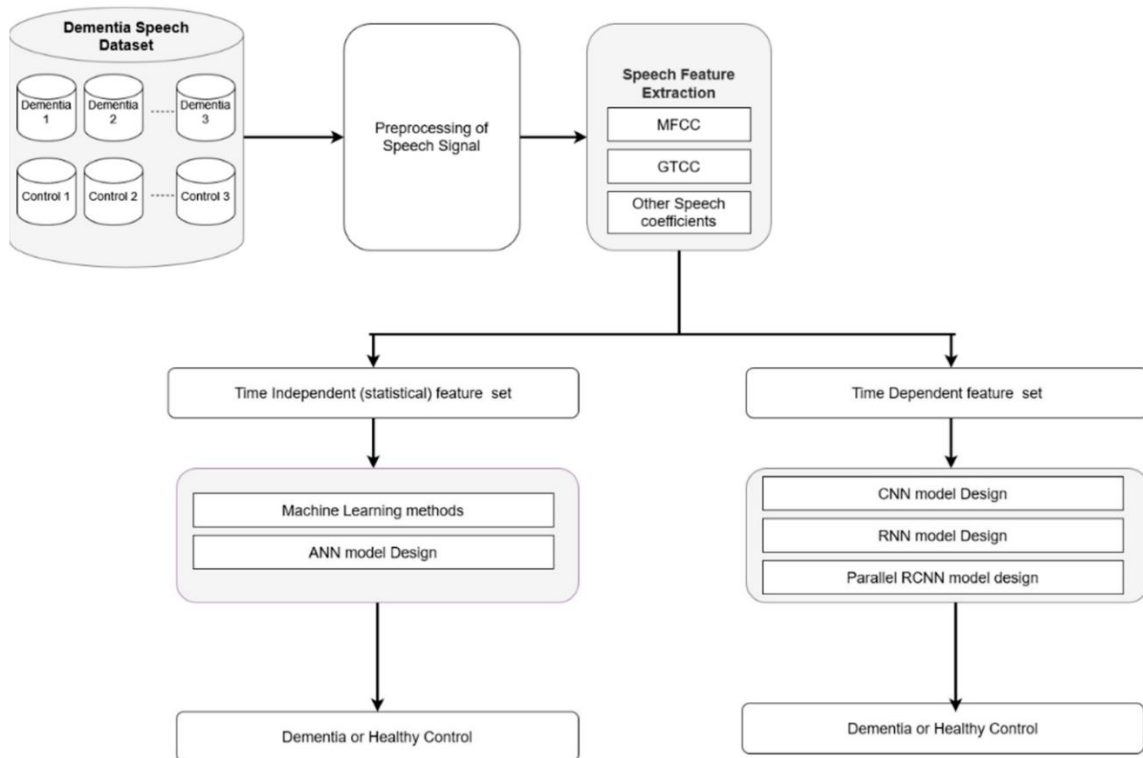 Dementia Speech
Dataset
Dementia
1
Dementia
2
Dementia
3
Control 1
Control 2
Control 3
Preprocessing of
Speech Signal
Speech Feature
Extraction
MFCC
GTCC
Other Speech
coefficients
Time Independent (statistical) feature set
Time Dependent feature set
Machine Learning methods
ANN model Design
CNN model Design
RNN model Design
Parallel RCNN model design
Dementia or Healthy Control
Dementia or Healthy Control